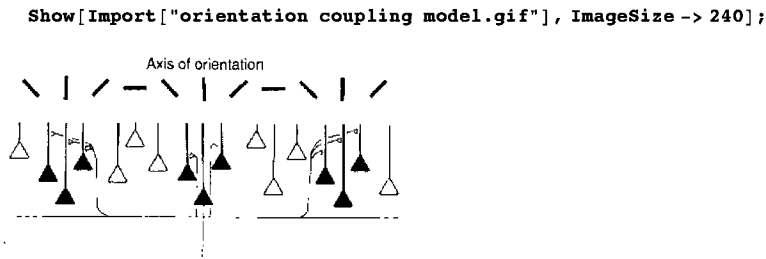 Show[Import["orientation coupling model.gif"], ImageSize -> 240];
Axis of orientation